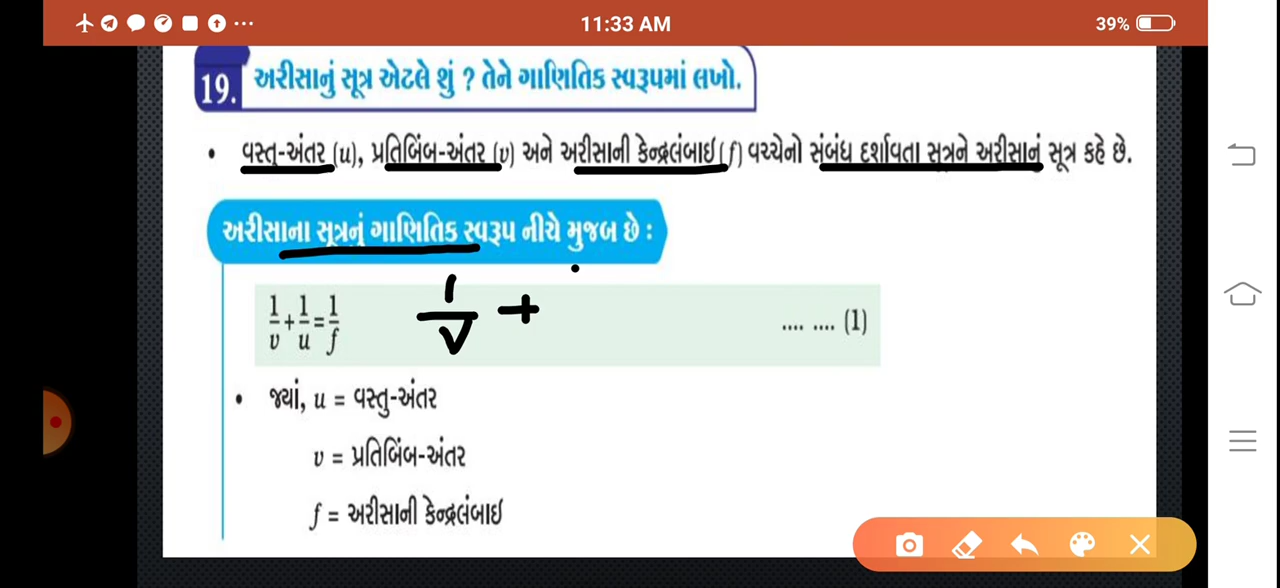 11:33 AM
39%
19. અરીસાનું સૂત્ર એટલે શું ? તેને ગાણિતિક સ્વરૂપમાં લખો.
• વસ્તુ-અંતર (u), પ્રતિબિંબ-અંતર (v) અને અરીસાની કેન્દ્રલંબાઈ (f) વચ્ચેનો સંબંધ દર્શાવતા સૂત્રને અરીસાનું સૂત્ર કહે છે.
અરીસાના સૂત્રનું ગાણિતિક સ્વરૂપ નીચે મુજબ છે :
1/v + 1/u = 1/f 1/V + .... .... (1)
• જ્યાં, u = વસ્તુ-અંતર
v = પ્રતિબિંબ-અંતર
f = અરીસાની કેન્દ્રલંબાઈ